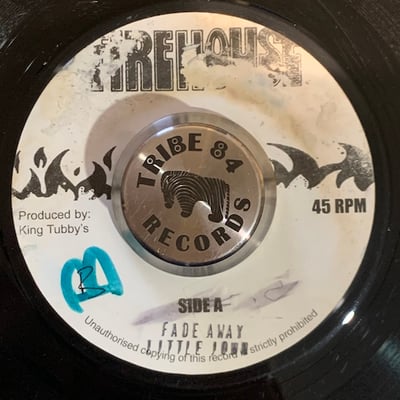 FIREHOUSE
TRIBE 84
RECORDS
Produced by:
King Tubby's
45 RPM
B
SIDE A
FADE AWAY
LITTLE JOHN
Unauthorised copying of this record is strictly prohibited